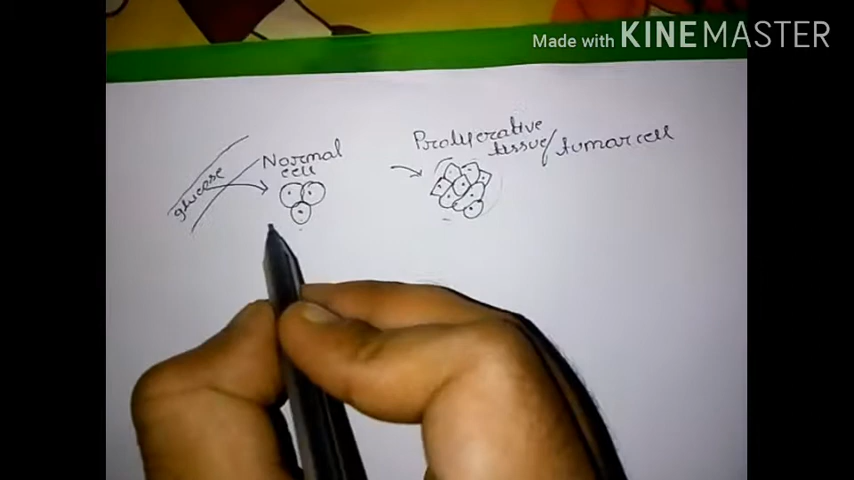 Made with KINEMASTER
Normal
cell
glucose
Proliferative
tissue/tumar cell